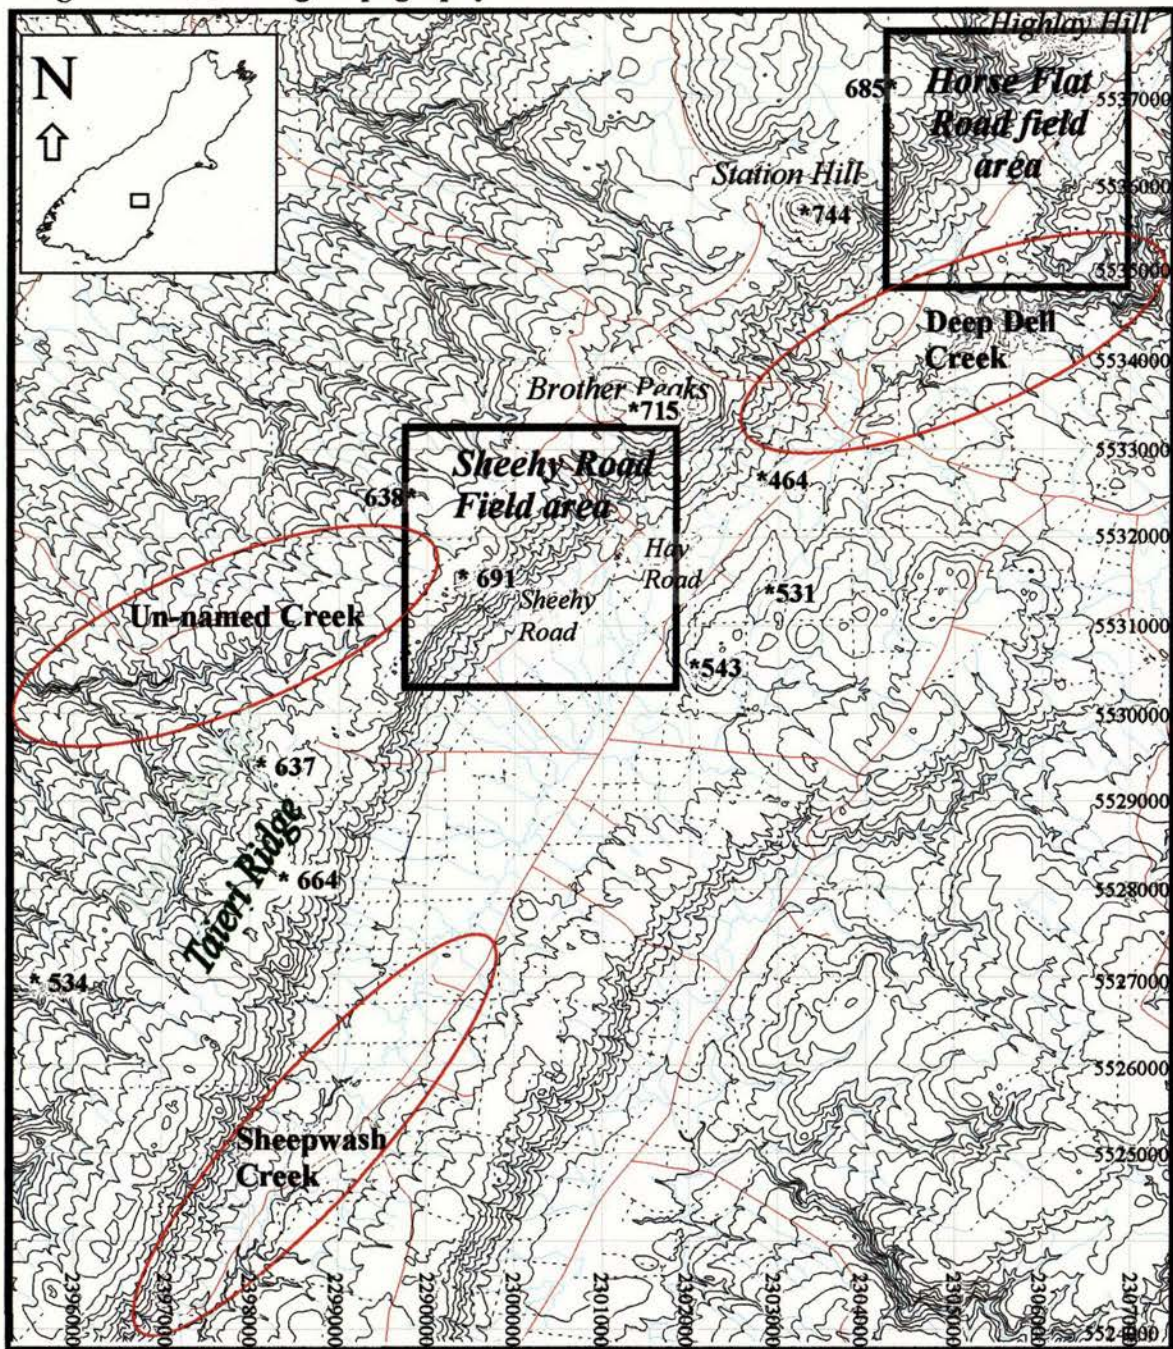 N
Highlay Hill
Horse Flat
Road field
area
685*
5537000
Station Hill
5536000
*744
5535000
Deep Dell
Creek
5534000
Brother Peaks
*715
5533000
Sheehy Road
Field area
*464
638*
5532000
Hay
Road
* 691
*531
Sheehy
Road
Un-named Creek
5531000
*543
5530000
* 637
5529000
Taieri Ridge
* 664
5528000
* 534
5527000
5526000
Sheepwash
Creek
5525000
2296000
2297000
2298000
2299000
2290000
2300000
2301000
2302000
2303000
2304000
2305000
2306000
2307000
5524000